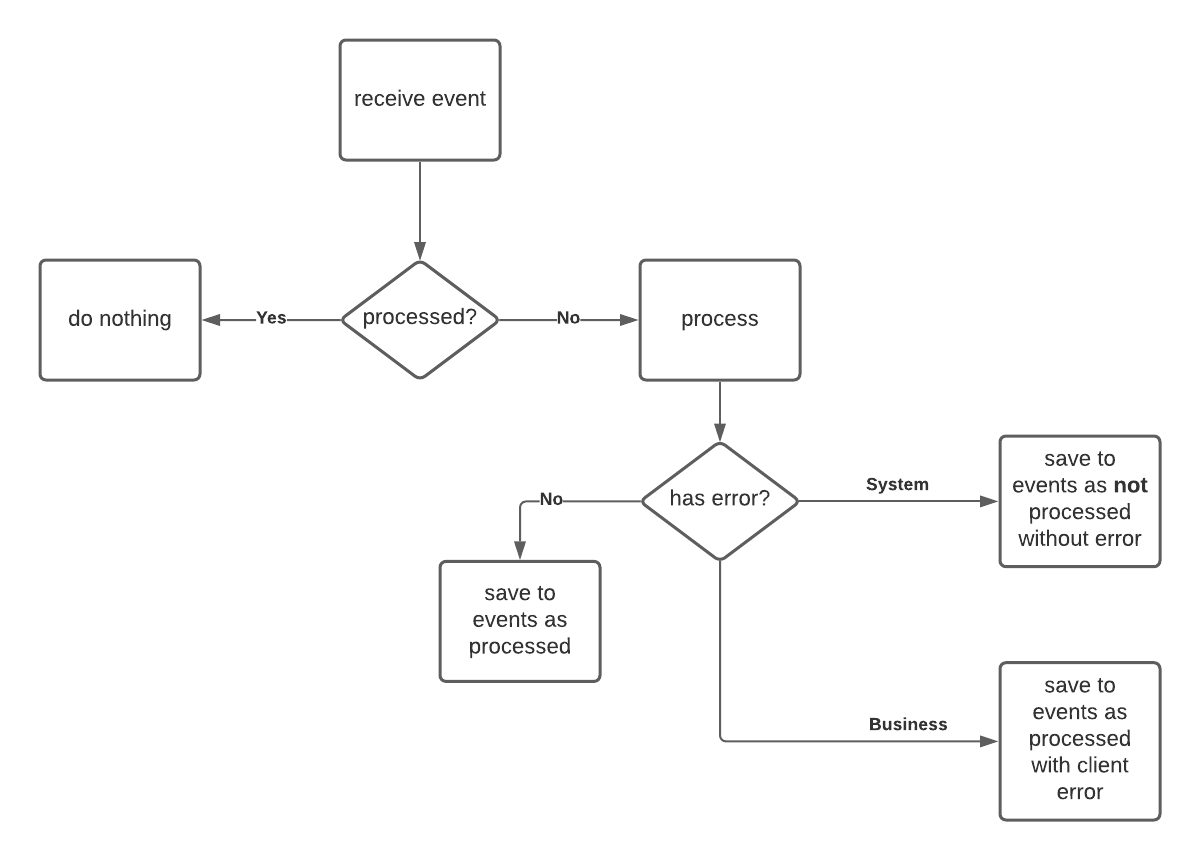 receive event
do nothing
Yes
processed?
No
process
has error?
System
save to
events as not
processed
without error
No
save to
events as
processed
Business
save to
events as
processed
with client
error